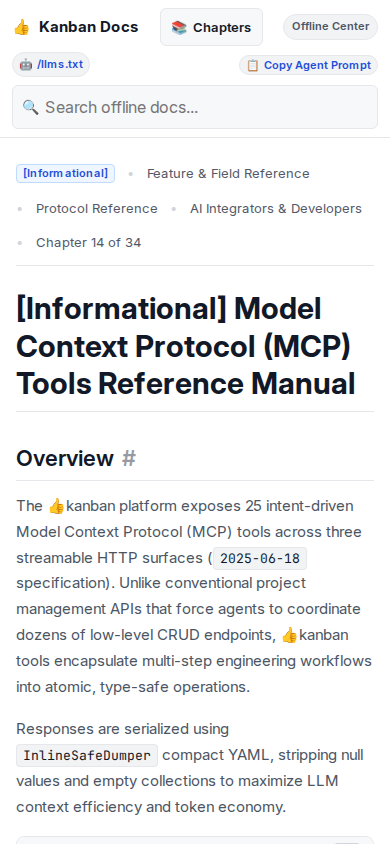 👍 Kanban Docs
📚 Chapters
Offline Center
🤖 /llms.txt
📋 Copy Agent Prompt
🔍 Search offline docs...
[Informational] • Feature & Field Reference
• Protocol Reference • AI Integrators & Developers
• Chapter 14 of 34
[Informational] Model
Context Protocol (MCP)
Tools Reference Manual
Overview #
The 👍kanban platform exposes 25 intent-driven
Model Context Protocol (MCP) tools across three
streamable HTTP surfaces ( 2025-06-18
specification). Unlike conventional project
management APIs that force agents to coordinate
dozens of low-level CRUD endpoints, 👍kanban
tools encapsulate multi-step engineering workflows
into atomic, type-safe operations.
Responses are serialized using
InlineSafeDumper compact YAML, stripping null
values and empty collections to maximize LLM
context efficiency and token economy.